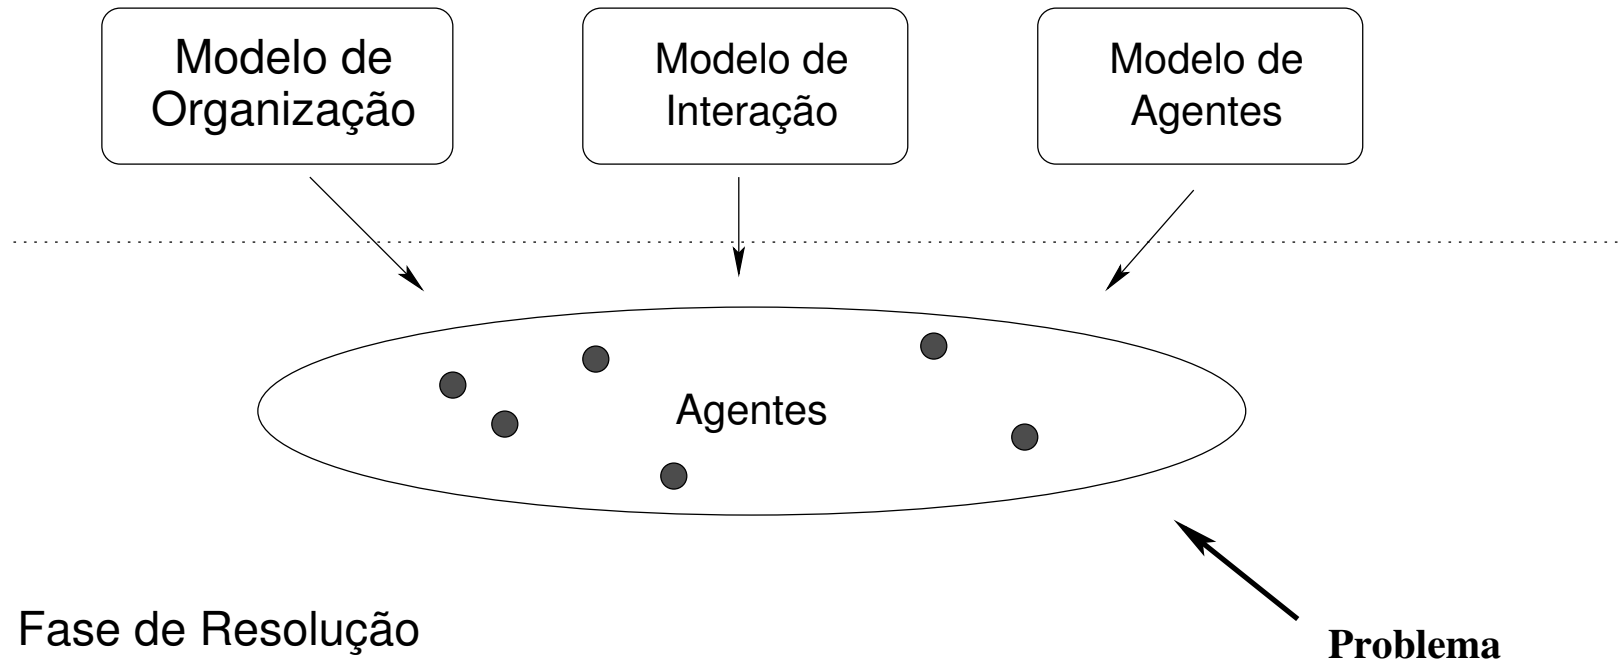 Modelo de
Organização
Modelo de
Interação
Modelo de
Agentes
Agentes
Fase de Resolução
Problema